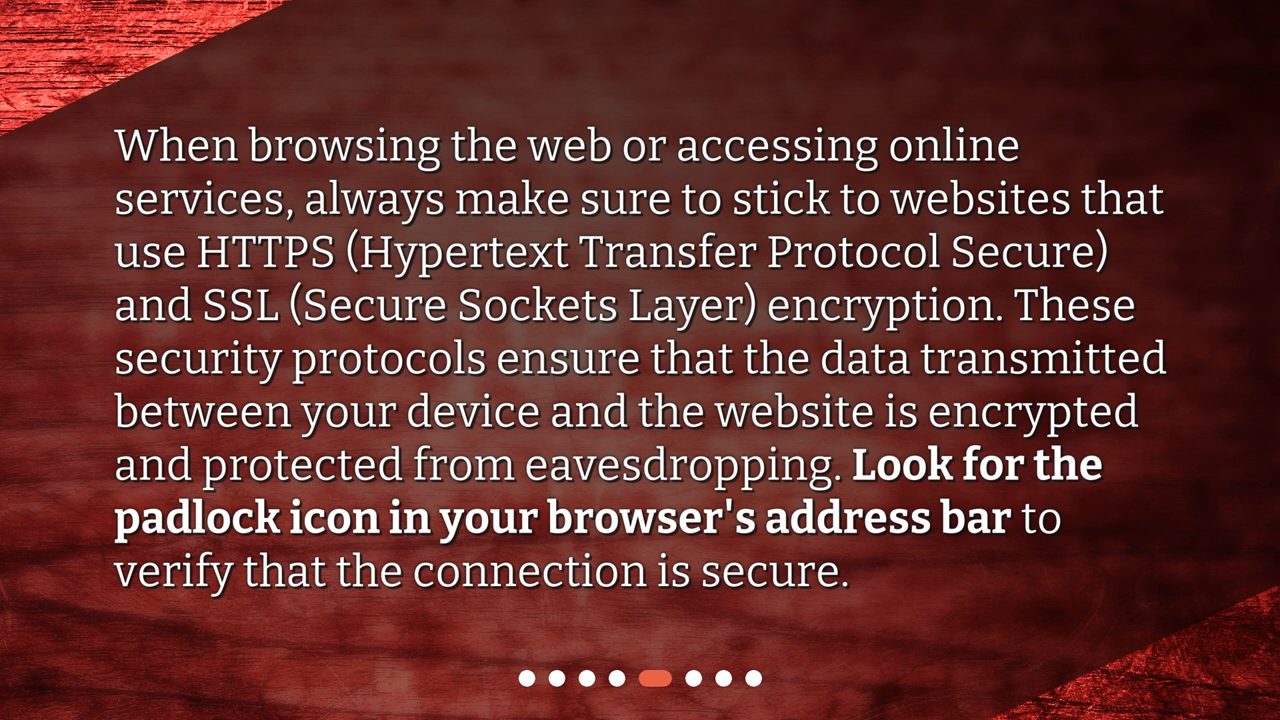 When browsing the web or accessing online
services, always make sure to stick to websites that
use HTTPS (Hypertext Transfer Protocol Secure)
and SSL (Secure Sockets Layer) encryption. These
security protocols ensure that the data transmitted
between your device and the website is encrypted
and protected from eavesdropping. Look for the
padlock icon in your browser's address bar to
verify that the connection is secure.